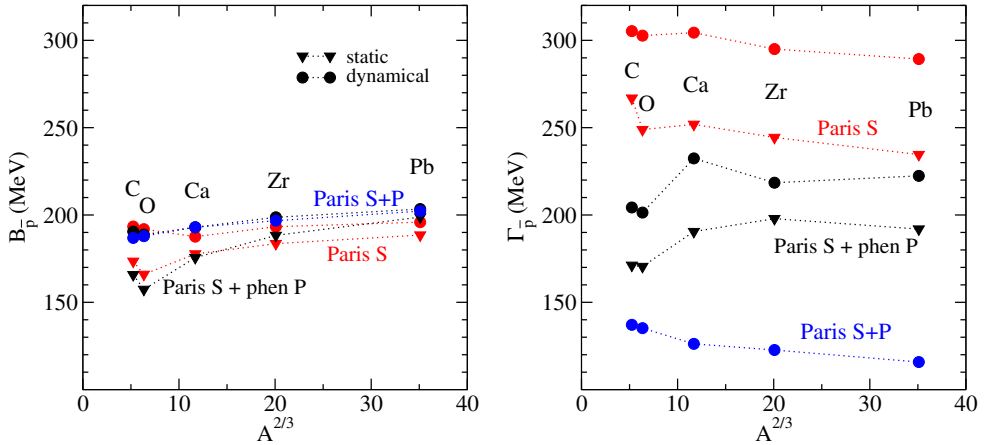 300
250
200
150
B_p̄ (MeV)
static
dynamical
C
O
Ca
Zr
Pb
Paris S+P
Paris S
Paris S + phen P
0
10
20
30
40
A^{2/3}
300
250
200
150
Γ_p̄ (MeV)
C
O
Ca
Zr
Pb
Paris S
Paris S + phen P
Paris S+P
0
10
20
30
40
A^{2/3}